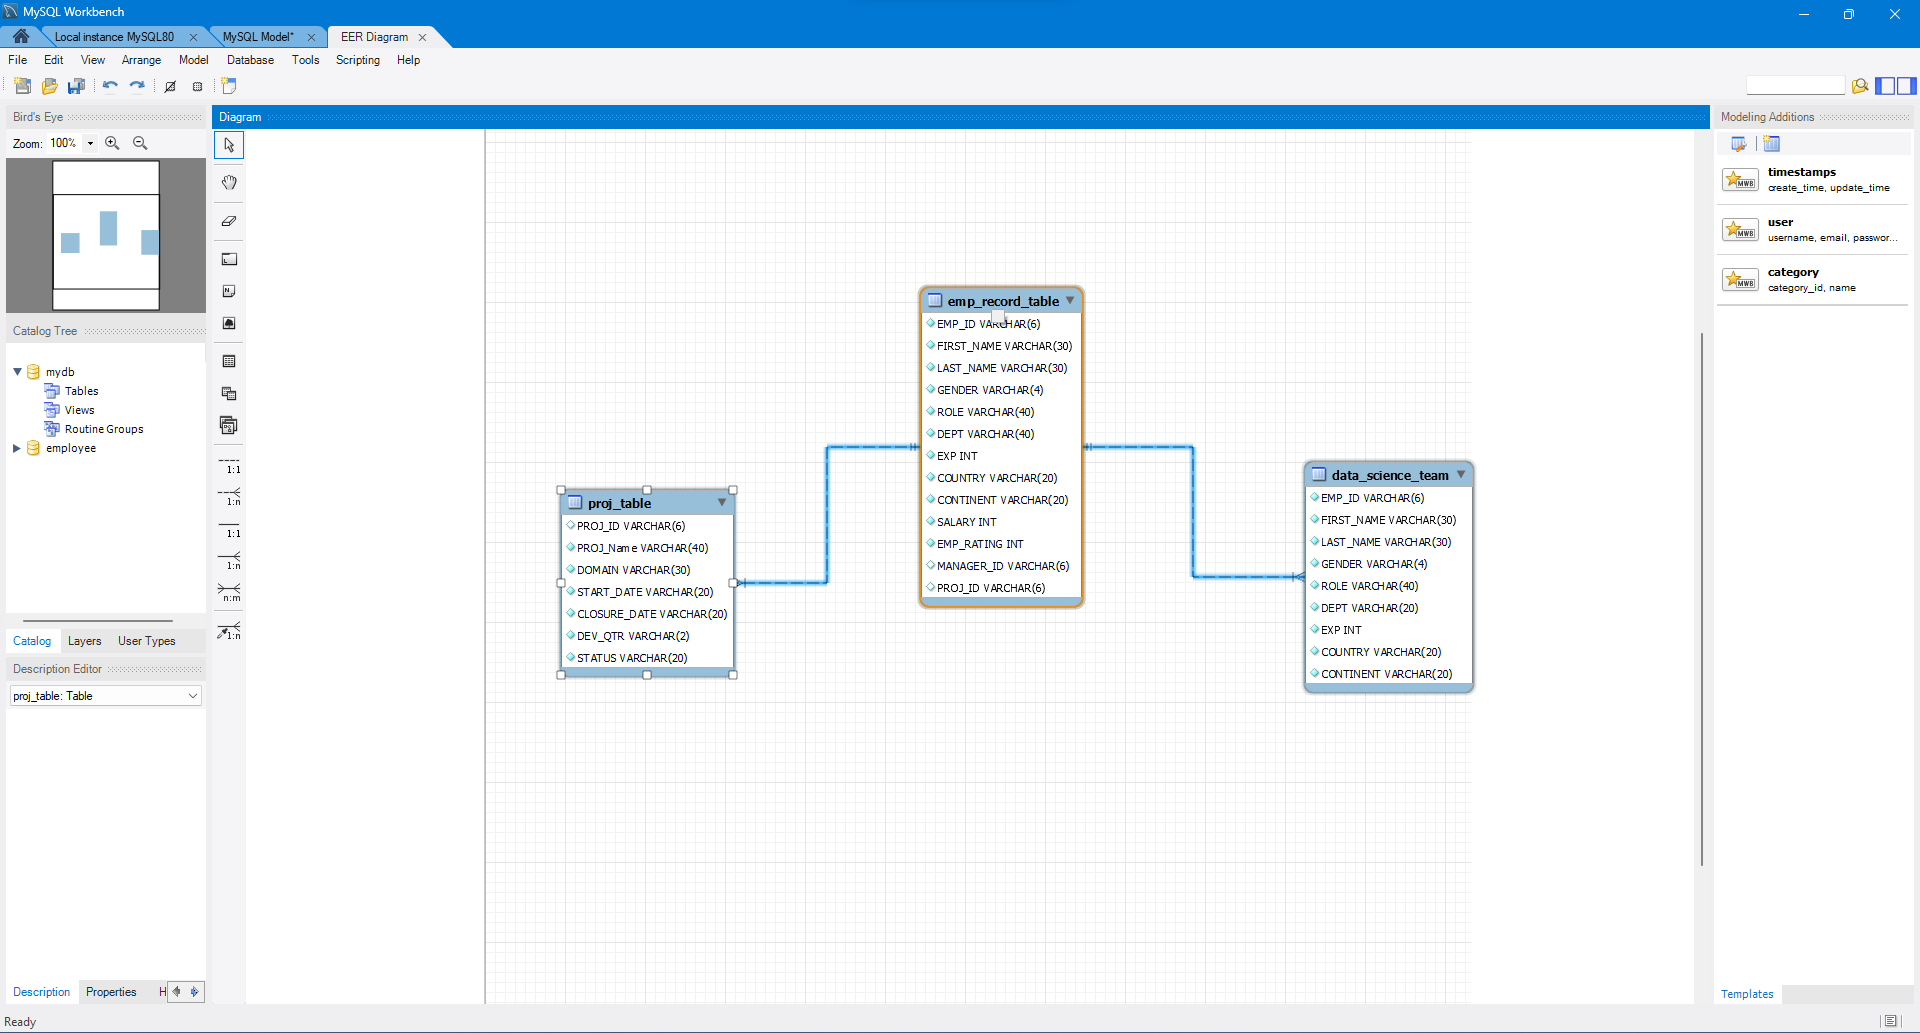 MySQL Workbench
Local instance MySQL80
MySQL Model*
EER Diagram
File Edit View Arrange Model Database Tools Scripting Help
Bird's Eye
Zoom: 100%
Catalog Tree
mydb
Tables
Views
Routine Groups
employee
Catalog Layers User Types
Description Editor
proj_table: Table
Description Properties H
Ready
Diagram
1:1
1:n
1:1
1:n
n:m
1:n
proj_table
PROJ_ID VARCHAR(6)
PROJ_Name VARCHAR(40)
DOMAIN VARCHAR(30)
START_DATE VARCHAR(20)
CLOSURE_DATE VARCHAR(20)
DEV_QTR VARCHAR(2)
STATUS VARCHAR(20)
emp_record_table
EMP_ID VARCHAR(6)
FIRST_NAME VARCHAR(30)
LAST_NAME VARCHAR(30)
GENDER VARCHAR(4)
ROLE VARCHAR(40)
DEPT VARCHAR(40)
EXP INT
COUNTRY VARCHAR(20)
CONTINENT VARCHAR(20)
SALARY INT
EMP_RATING INT
MANAGER_ID VARCHAR(6)
PROJ_ID VARCHAR(6)
data_science_team
EMP_ID VARCHAR(6)
FIRST_NAME VARCHAR(30)
LAST_NAME VARCHAR(30)
GENDER VARCHAR(4)
ROLE VARCHAR(40)
DEPT VARCHAR(20)
EXP INT
COUNTRY VARCHAR(20)
CONTINENT VARCHAR(20)
Modeling Additions
timestamps
create_time, update_time
user
username, email, passwor...
category
category_id, name
Templates